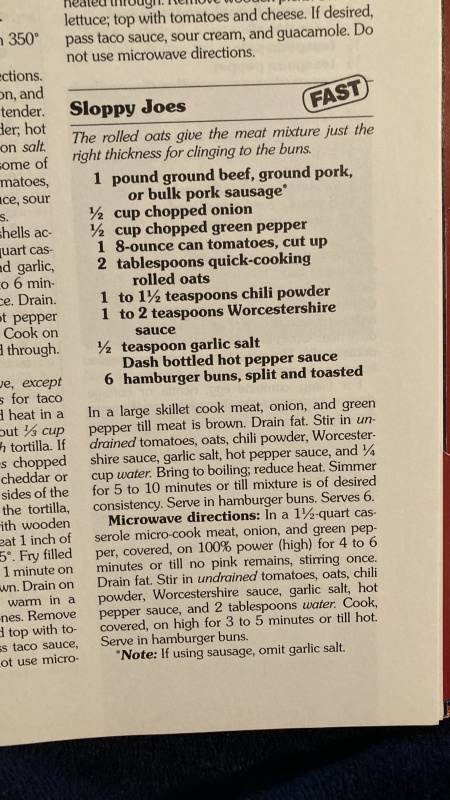 350°
ctions.
on, and
tender.
der; hot
on salt.
some of
matoes,
ce, sour
s.
shells ac-
quart cas-
nd garlic,
to 6 min-
ce. Drain.
ot pepper
Cook on
through.
ve, except
s for taco
heat in a
out ⅓ cup
h tortilla. If
chopped
cheddar or
sides of the
the tortilla,
ith wooden
eat 1 inch of
5°. Fry filled
1 minute on
wn. Drain on
warm in a
ones. Remove
d top with to-
ss taco sauce,
ot use micro-
heated through. Remove wooden
lettuce; top with tomatoes and cheese. If desired,
pass taco sauce, sour cream, and guacamole. Do
not use microwave directions.
Sloppy Joes
FAST
The rolled oats give the meat mixture just the
right thickness for clinging to the buns.
1 pound ground beef, ground pork,
or bulk pork sausage*
½ cup chopped onion
½ cup chopped green pepper
1 8-ounce can tomatoes, cut up
2 tablespoons quick-cooking
rolled oats
1 to 1½ teaspoons chili powder
1 to 2 teaspoons Worcestershire
sauce
½ teaspoon garlic salt
Dash bottled hot pepper sauce
6 hamburger buns, split and toasted
In a large skillet cook meat, onion, and green
pepper till meat is brown. Drain fat. Stir in un-
drained tomatoes, oats, chili powder, Worcester-
shire sauce, garlic salt, hot pepper sauce, and ¼
cup water. Bring to boiling; reduce heat. Simmer
for 5 to 10 minutes or till mixture is of desired
consistency. Serve in hamburger buns. Serves 6.
Microwave directions: In a 1½-quart cas-
serole micro-cook meat, onion, and green pep-
per, covered, on 100% power (high) for 4 to 6
minutes or till no pink remains, stirring once.
Drain fat. Stir in undrained tomatoes, oats, chili
powder, Worcestershire sauce, garlic salt, hot
pepper sauce, and 2 tablespoons water. Cook,
covered, on high for 3 to 5 minutes or till hot.
Serve in hamburger buns.
*Note: If using sausage, omit garlic salt.